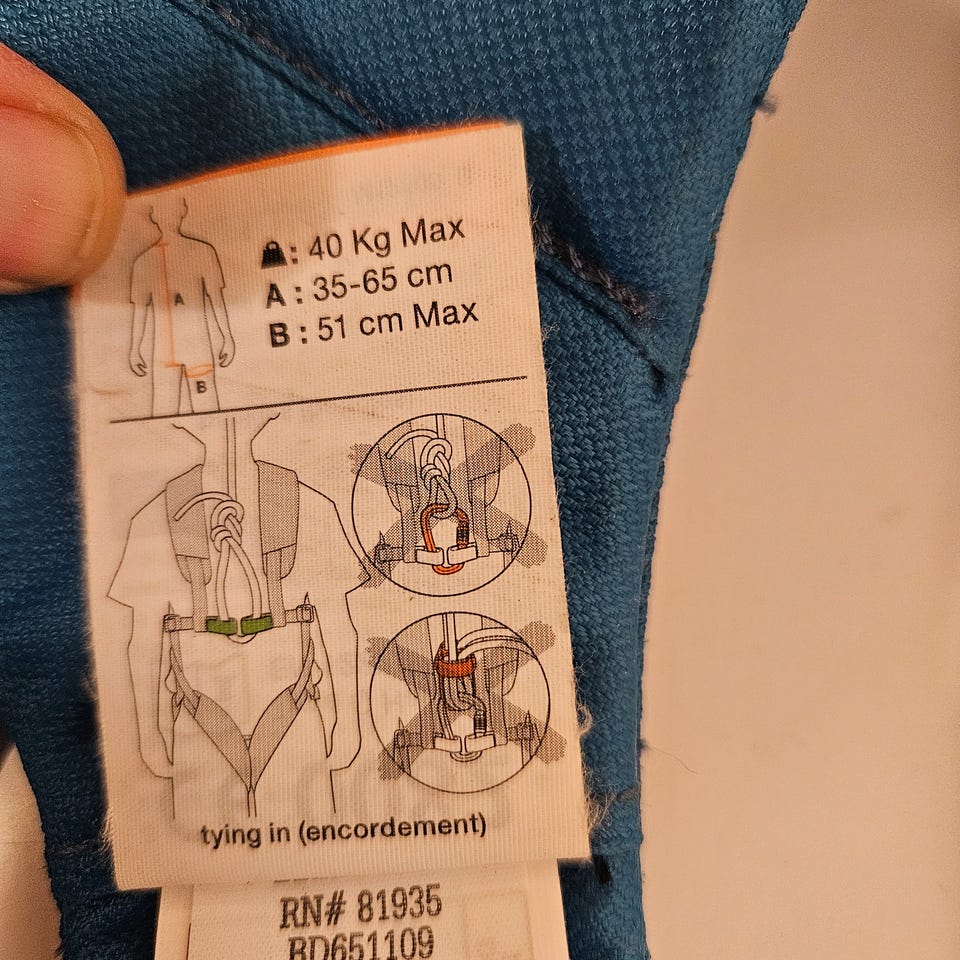 : 40 Kg Max
A : 35-65 cm
B : 51 cm Max
A
B
tying in (encordement)
RN# 81935
BD651109